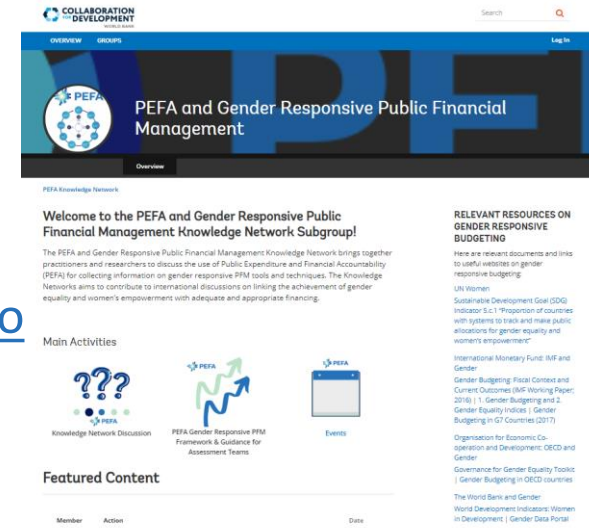 COLLABORATION
FOR DEVELOPMENT
WORLD BANK
Search
OVERVIEW GROUPS
Log In
PEFA
PEFA and Gender Responsive Public Financial
Management
Overview
PEFA Knowledge Network
Welcome to the PEFA and Gender Responsive Public
Financial Management Knowledge Network Subgroup!
The PEFA and Gender Responsive Public Financial Management Knowledge Network brings together
practitioners and researchers to discuss the use of Public Expenditure and Financial Accountability
(PEFA) for collecting information on gender responsive PFM tools and techniques. The Knowledge
Networks aims to contribute to international discussions on linking the achievement of gender
equality and women's empowerment with adequate and appropriate financing.
o
Main Activities
???
PEFA
Knowledge Network Discussion
PEFA
PEFA Gender Responsive PFM
Framework & Guidance for
Assessment Teams
PEFA
Events
Featured Content
Member Action Date
RELEVANT RESOURCES ON
GENDER RESPONSIVE
BUDGETING
Here are relevant documents and links
to useful websites on gender
responsive budgeting:
UN Women
Sustainable Development Goal (SDG)
Indicator 5.c.1 "Proportion of countries
with systems to track and make public
allocations for gender equality and
women's empowerment"
International Monetary Fund: IMF and
Gender
Gender Budgeting: Fiscal Context and
Current Outcomes (IMF Working Paper;
2016) | 1. Gender Budgeting and 2.
Gender Equality Indices | Gender
Budgeting in G7 Countries (2017)
Organisation for Economic Co-
operation and Development: OECD and
Gender
Governance for Gender Equality Toolkit
| Gender Budgeting in OECD countries
The World Bank and Gender
World Development Indicators: Women
in Development | Gender Data Portal